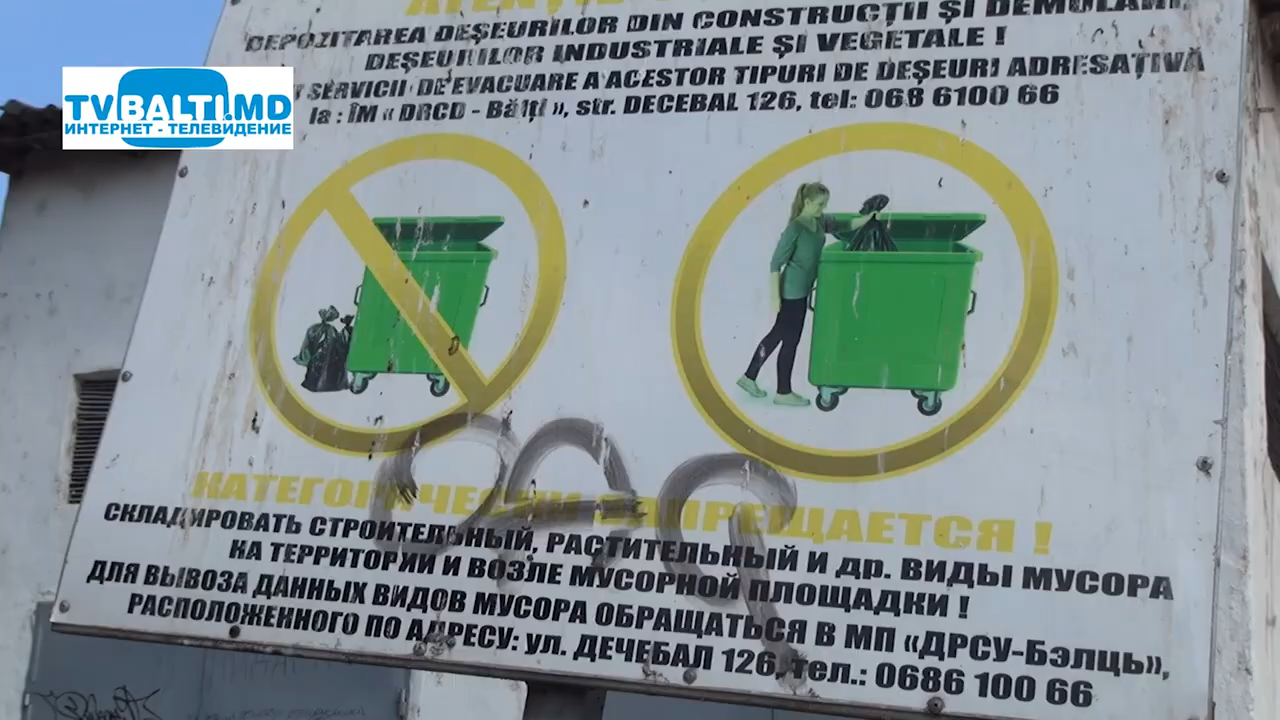 TVBALTI.MD
ИНТЕРНЕТ - ТЕЛЕВИДЕНИЕ
DEPOZITAREA DEȘEURILOR DIN CONSTRUCȚII ȘI DEMOLĂRI,
DEȘEURILOR INDUSTRIALE ȘI VEGETALE !
SERVICII DE EVACUARE A ACESTOR TIPURI DE DEȘEURI ADRESAȚIVĂ
la : ÎM « DRCD - Bălți », str. DECEBAL 126, tel: 068 6100 66
КАТЕГОРИЧЕСКИ ЗАПРЕЩАЕТСЯ !
СКЛАДИРОВАТЬ СТРОИТЕЛЬНЫЙ, РАСТИТЕЛЬНЫЙ И др. ВИДЫ МУСОРА
НА ТЕРРИТОРИИ И ВОЗЛЕ МУСОРНОЙ ПЛОЩАДКИ !
ДЛЯ ВЫВОЗА ДАННЫХ ВИДОВ МУСОРА ОБРАЩАТЬСЯ В МП «ДРСУ-Бэлць»,
РАСПОЛОЖЕННОГО ПО АДРЕСУ: ул. ДЕЧЕБАЛ 126, тел.: 0686 100 66